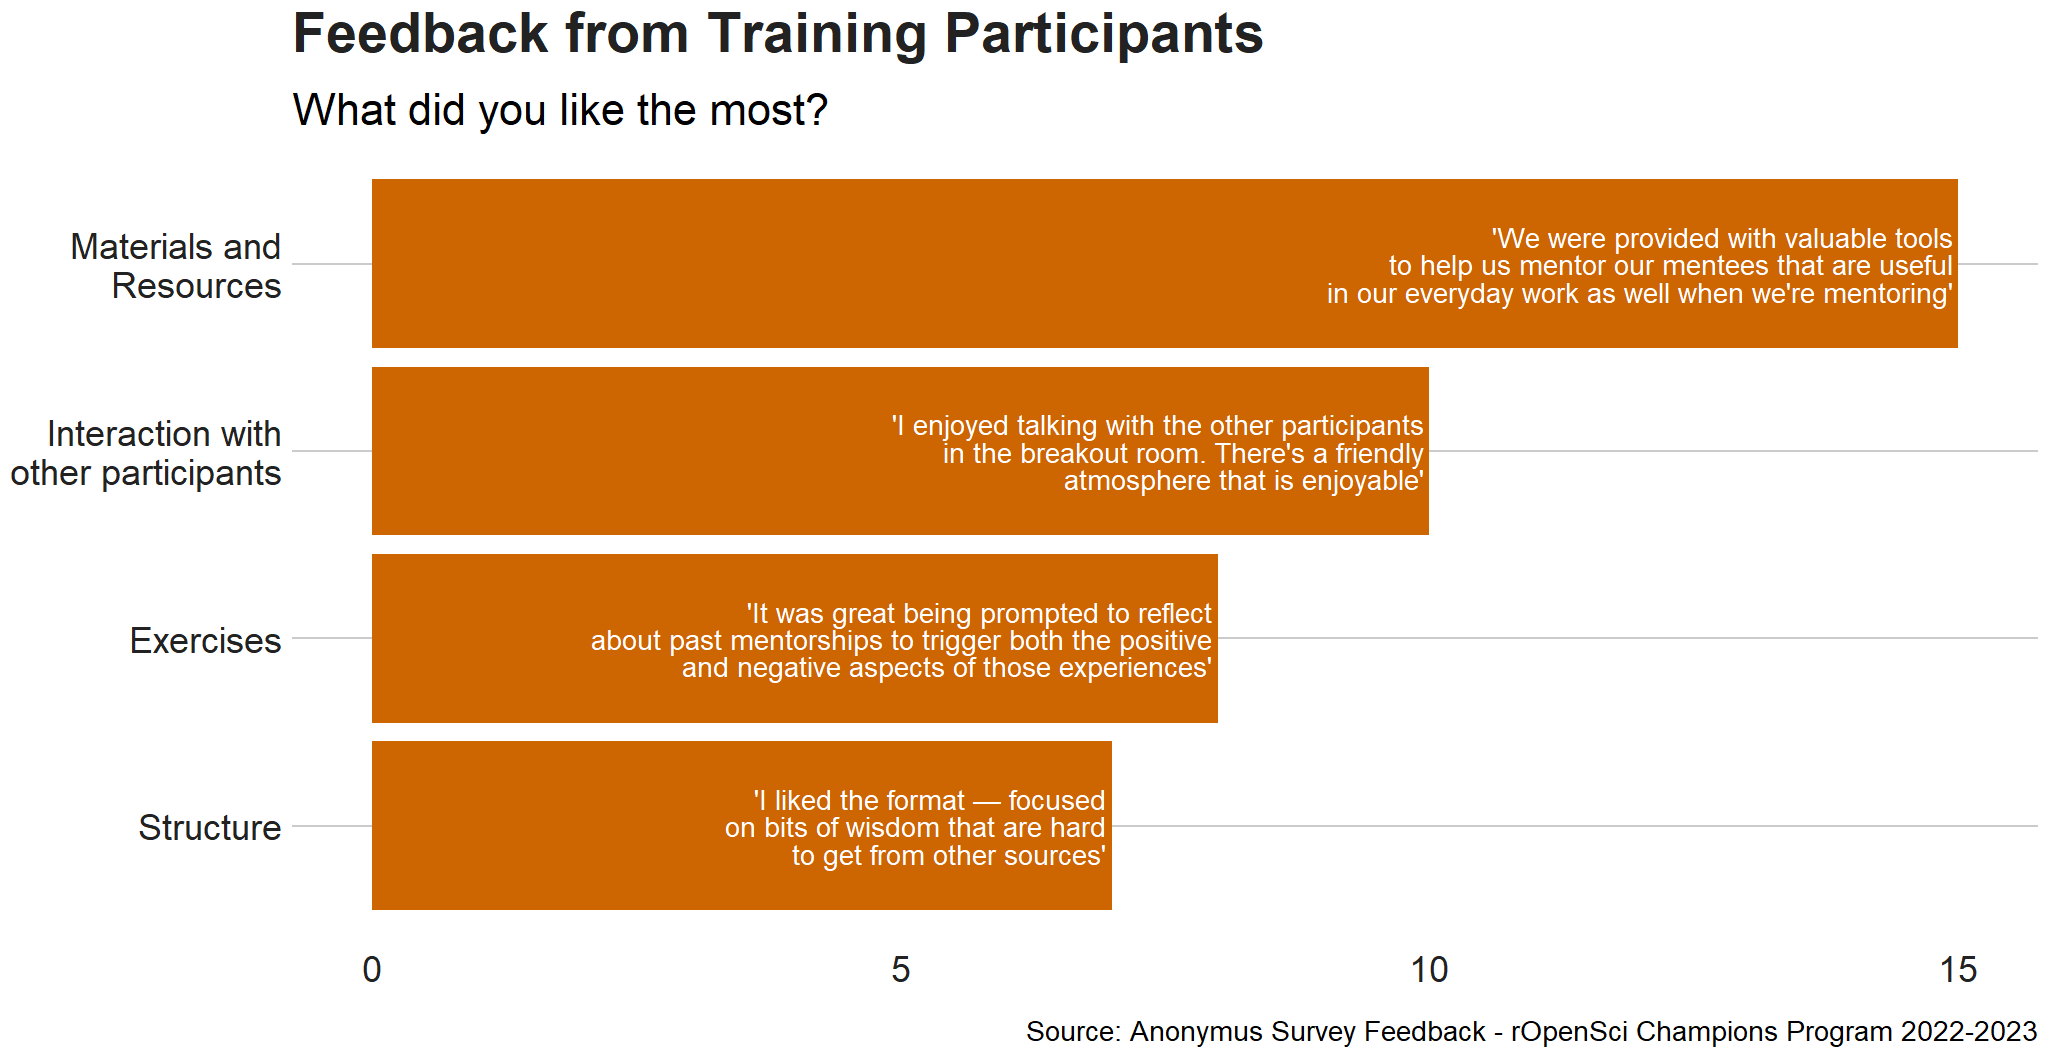 Feedback from Training Participants
What did you like the most?
Materials and
Resources
'We were provided with valuable tools
to help us mentor our mentees that are useful
in our everyday work as well when we're mentoring'
Interaction with
other participants
'I enjoyed talking with the other participants
in the breakout room. There's a friendly
atmosphere that is enjoyable'
Exercises
'It was great being prompted to reflect
about past mentorships to trigger both the positive
and negative aspects of those experiences'
Structure
'I liked the format — focused
on bits of wisdom that are hard
to get from other sources'
0 5 10 15
Source: Anonymus Survey Feedback - rOpenSci Champions Program 2022-2023